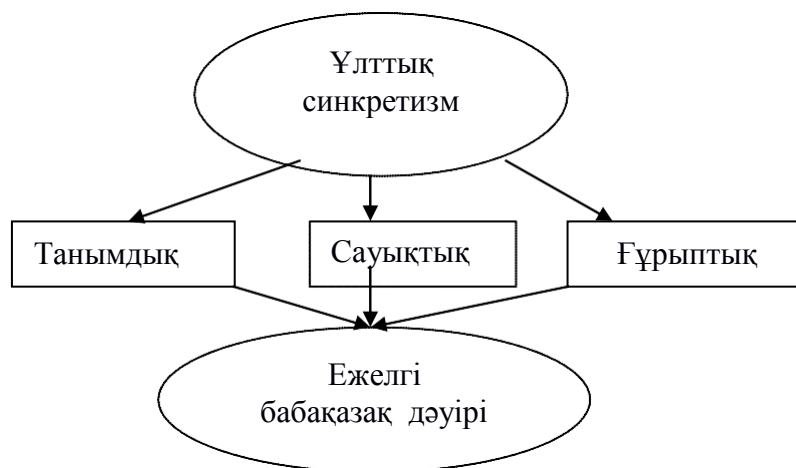 Ұлттық
синкретизм
Танымдық
Сауықтық
Ғұрыптық
Ежелгі
бабақазақ дәуірі